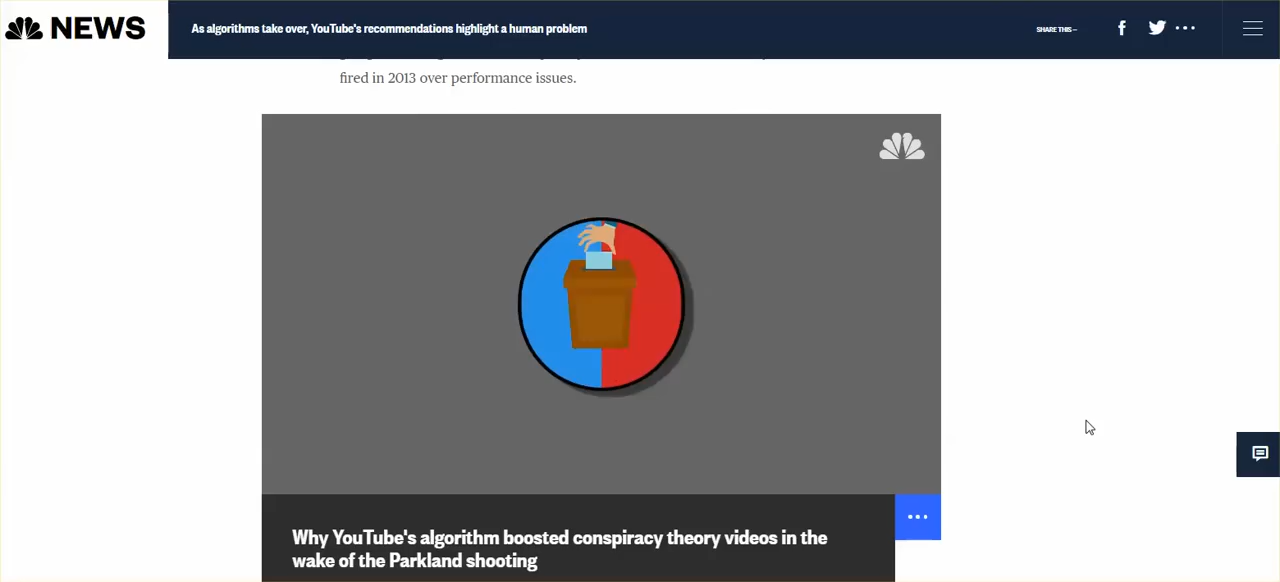 NEWS
As algorithms take over, YouTube's recommendations highlight a human problem
SHARE THIS —
fired in 2013 over performance issues.
Why YouTube's algorithm boosted conspiracy theory videos in the
wake of the Parkland shooting